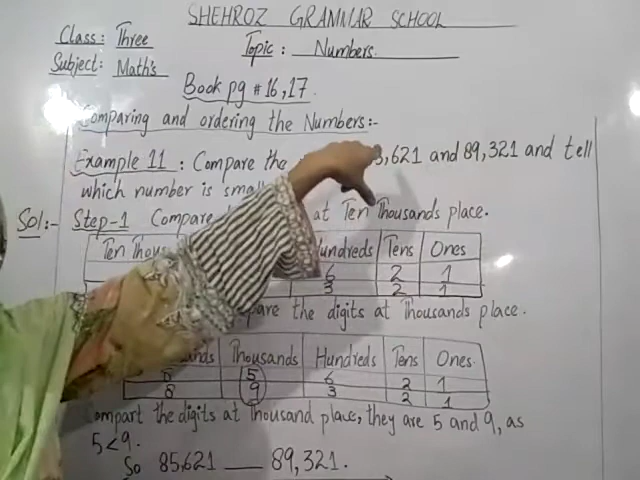 SHEHROZ GRAMMAR SCHOOL
Class: Three
Topic: Numbers.
Subject: Math's
Book pg # 16,17.
Comparing and ordering the Numbers:-
Example 11: Compare the ,621 and 89,321 and tell
which number is small
Sol:- Step-1 Compare at Ten Thousands place.
Ten Thous Hundreds Tens Ones
6 2 1
3 2 1
the digits at Thousands place.
Thousands Hundreds Tens Ones
8 5 6 2 1
8 9 3 2 1
Compart the digits at Thousand place, they are 5 and 9, as
5<9.
So 85,621 ___ 89,321.